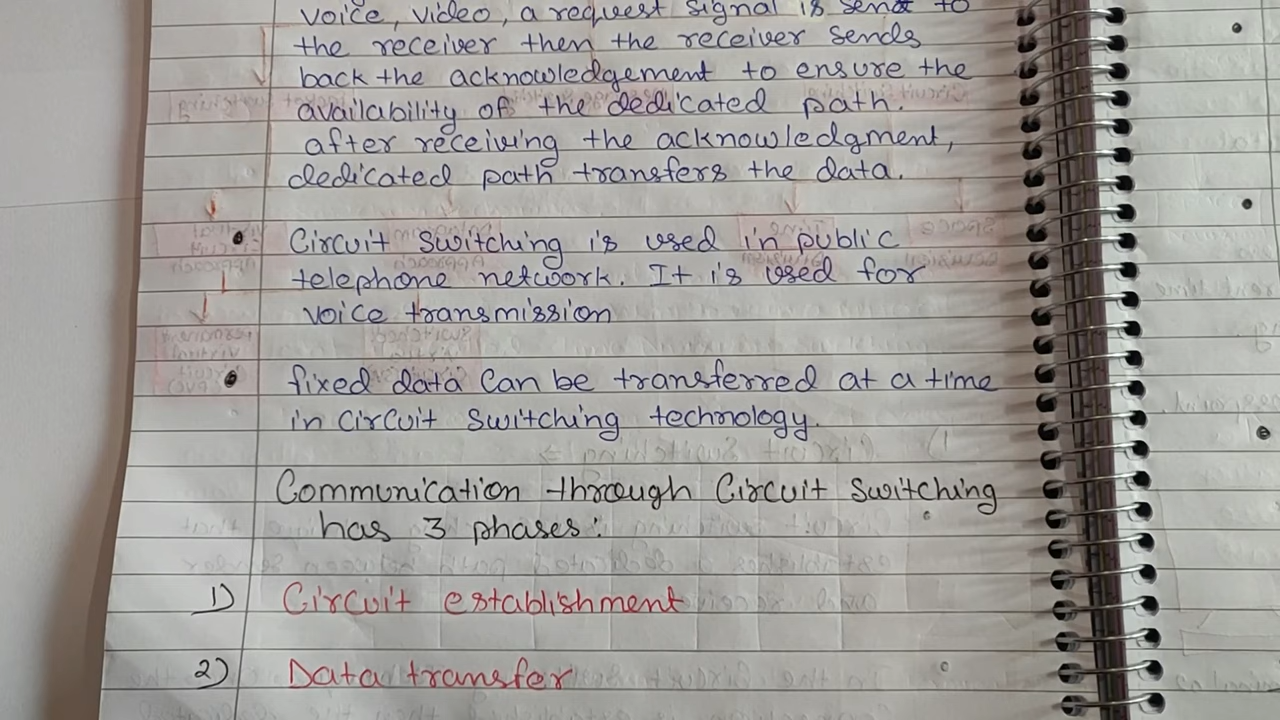 voice, video, a request signal is send to
the receiver then the receiver sends
back the acknowledgement to ensure the
availability of the dedicated path.
after receiving the acknowledgment,
dedicated path transfers the data.
• Circuit switching is used in public
telephone network. It is used for
voice transmission
• fixed data can be transferred at a time
in circuit switching technology.
Communication through Circuit switching
has 3 phases:
1) Circuit establishment
2) Data transfer